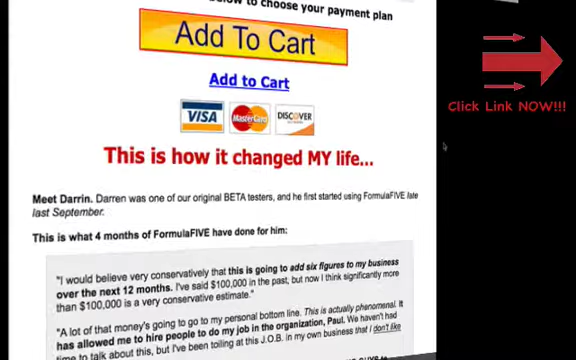 below to choose your payment plan
Add To Cart
Add to Cart
VISA MasterCard DISCOVER
Click Link NOW!!!
This is how it changed MY life...
Meet Darrin. Darren was one of our original BETA testers, and he first started using FormulaFIVE late
last September.
This is what 4 months of FormulaFIVE have done for him:
"I would believe very conservatively that this is going to add six figures to my business
over the next 12 months. I've said $100,000 in the past, but now I think significantly more
than $100,000 is a very conservative estimate."
"A lot of that money's going to go to my personal bottom line. This is actually phenomenal. It
has allowed me to hire people to do my job in the organization, Paul. We haven't had
time to talk about this, but I've been toiling at this J.O.B. in my own business that I don't like